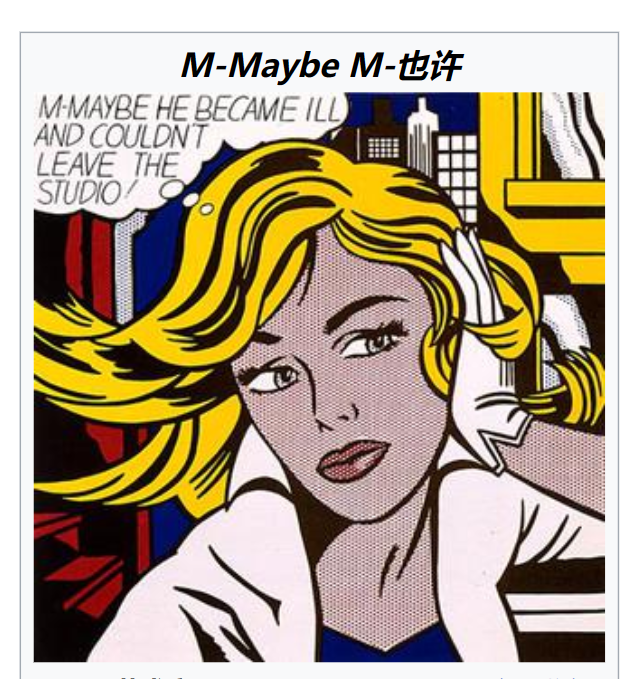 M-Maybe M-也许
M-MAYBE HE BECAME ILL
AND COULDN'T
LEAVE THE
STUDIO!